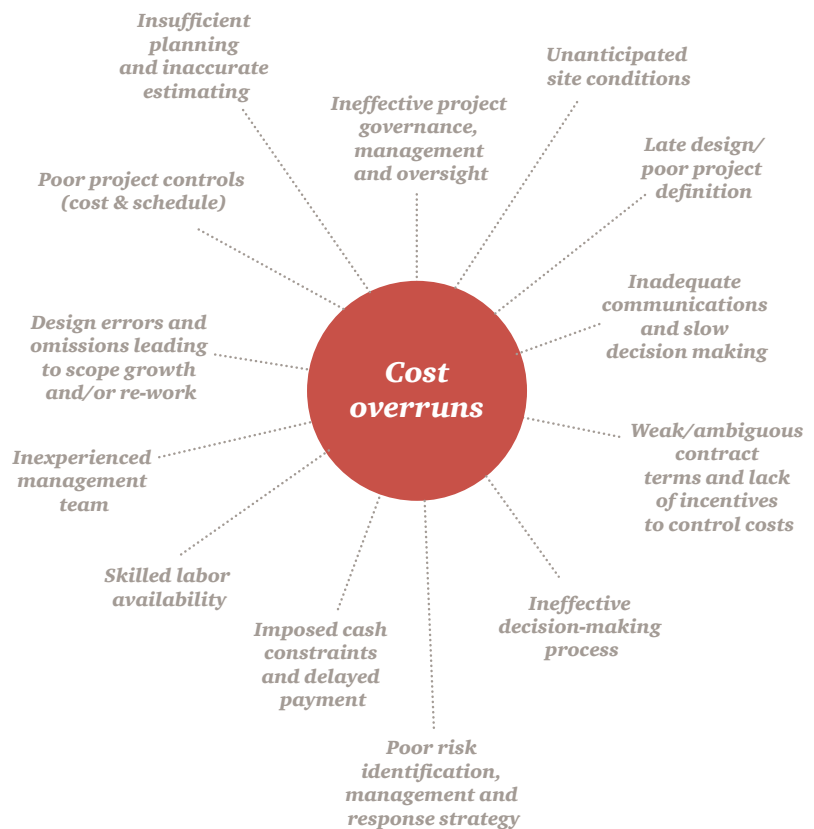 Insufficient
planning
and inaccurate
estimating
Ineffective project
governance,
management
and oversight
Unanticipated
site conditions
Late design/
poor project
definition
Inadequate
communications
and slow
decision making
Weak/ambiguous
contract
terms and lack
of incentives
to control costs
Ineffective
decision-making
process
Poor risk
identification,
management and
response strategy
Imposed cash
constraints
and delayed
payment
Skilled labor
availability
Inexperienced
management
team
Design errors and
omissions leading
to scope growth
and/or re-work
Poor project controls
(cost & schedule)
Cost
overruns